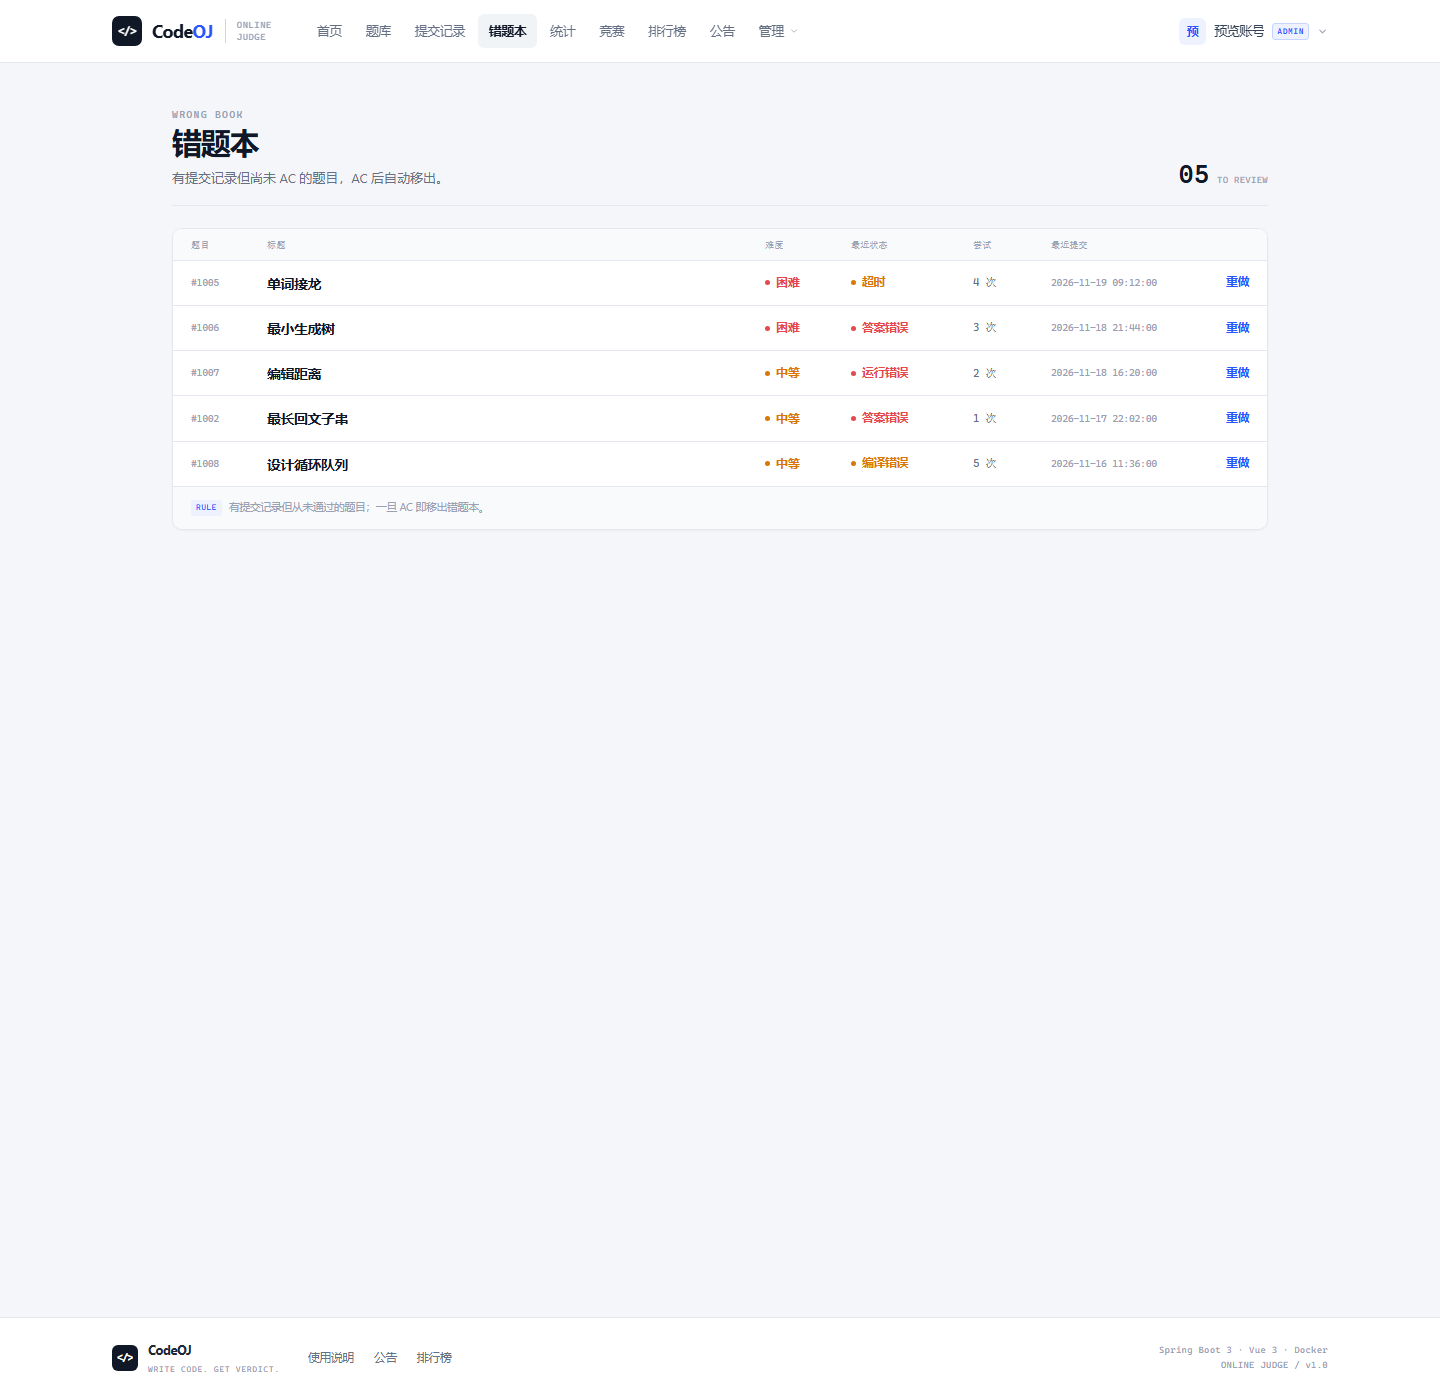 </> CodeOJ ONLINE JUDGE 首页 题库 提交记录 错题本 统计 竞赛 排行榜 公告 管理 预 预览账号 ADMIN
WRONG BOOK
错题本
有提交记录但尚未 AC 的题目，AC 后自动移出。
05 TO REVIEW
题目 标题 难度 最近状态 尝试 最近提交
#1005 单词接龙 困难 超时 4 次 2026-11-19 09:12:00 重做
#1006 最小生成树 困难 答案错误 3 次 2026-11-18 21:44:00 重做
#1007 编辑距离 中等 运行错误 2 次 2026-11-18 16:20:00 重做
#1002 最长回文子串 中等 答案错误 1 次 2026-11-17 22:02:00 重做
#1008 设计循环队列 中等 编译错误 5 次 2026-11-16 11:36:00 重做
RULE 有提交记录但从未通过的题目；一旦 AC 即移出错题本。
</> CodeOJ
WRITE CODE. GET VERDICT.
使用说明 公告 排行榜
Spring Boot 3 · Vue 3 · Docker
ONLINE JUDGE / v1.0